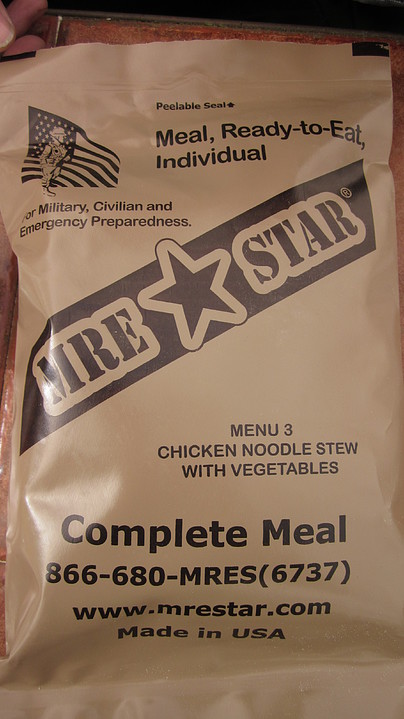 Peelable Seal
Meal, Ready-to-Eat,
Individual
For Military, Civilian and
Emergency Preparedness.
MRE STAR®
MENU 3
CHICKEN NOODLE STEW
WITH VEGETABLES
Complete Meal
866-680-MRES(6737)
www.mrestar.com
Made in USA